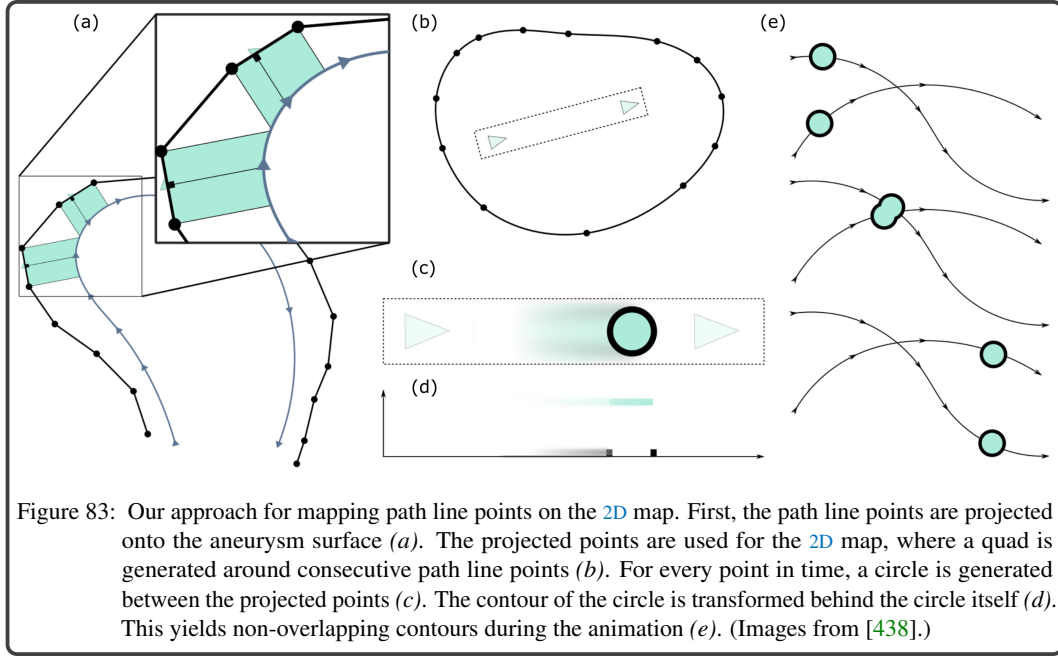 (a)
(b)
(c)
(d)
(e)
Figure 83: Our approach for mapping path line points on the 2D map. First, the path line points are projected
onto the aneurysm surface (a). The projected points are used for the 2D map, where a quad is
generated around consecutive path line points (b). For every point in time, a circle is generated
between the projected points (c). The contour of the circle is transformed behind the circle itself (d).
This yields non-overlapping contours during the animation (e). (Images from [438].)